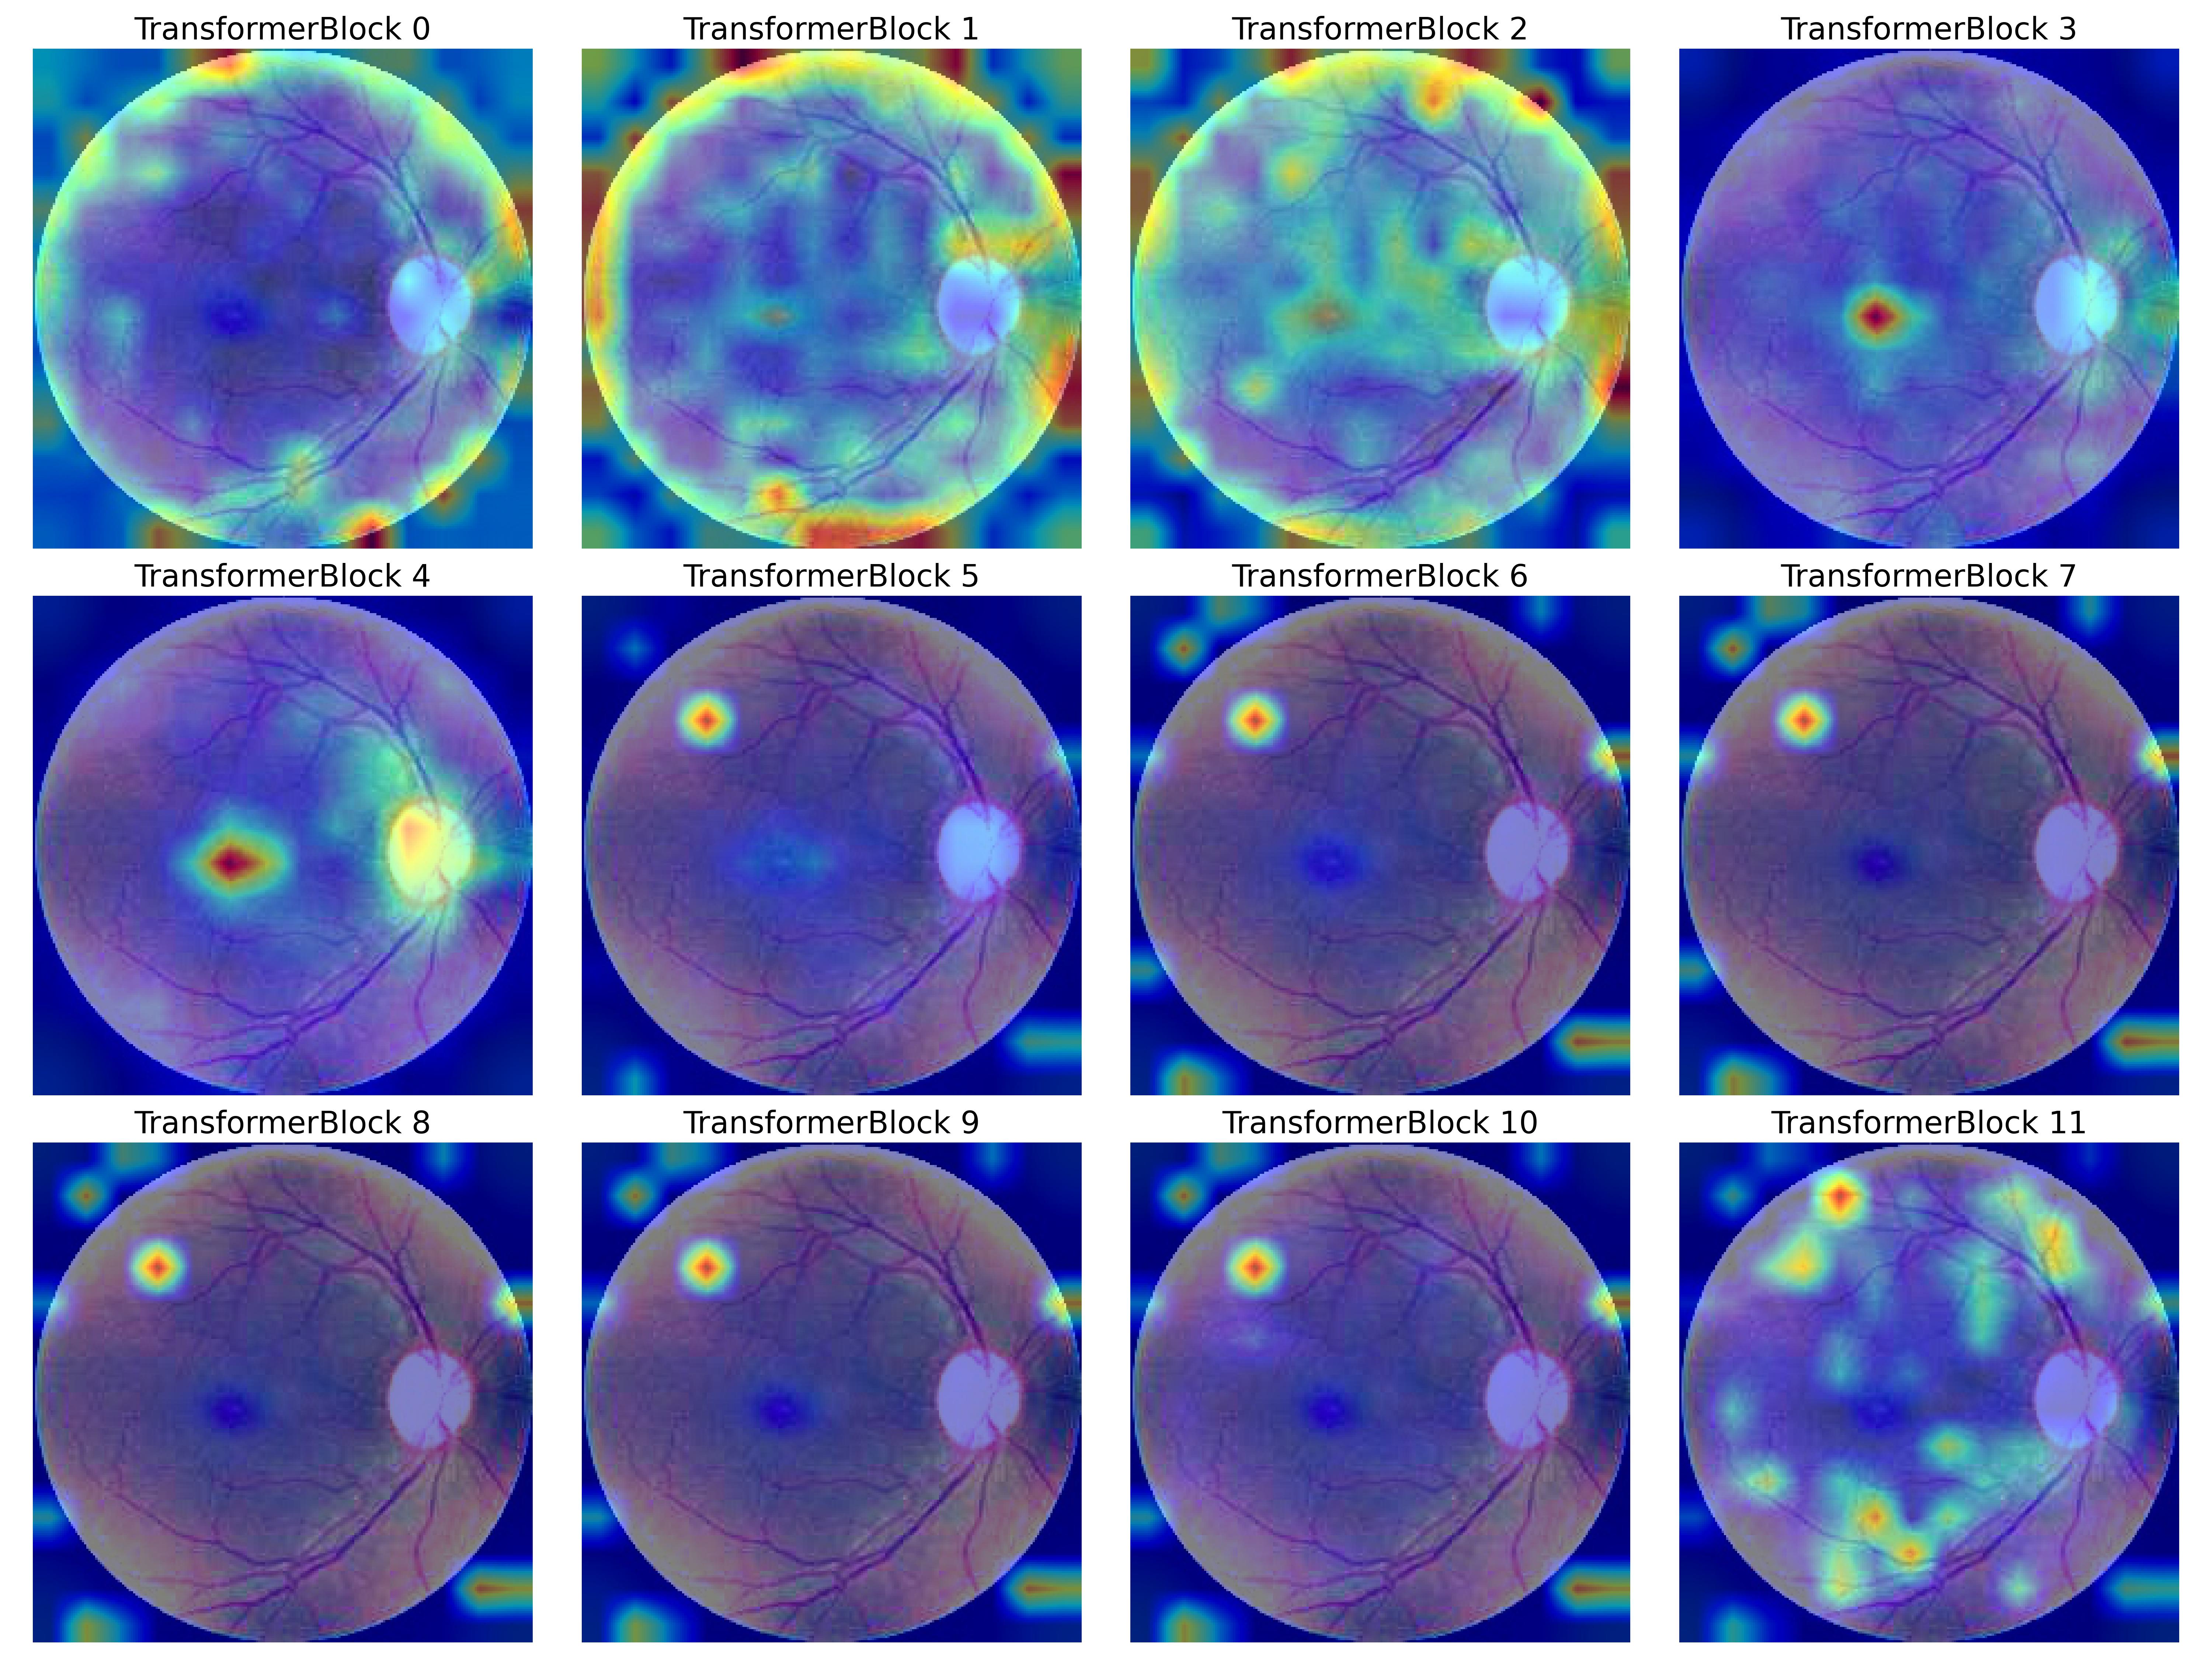 TransformerBlock 0
TransformerBlock 1
TransformerBlock 2
TransformerBlock 3
TransformerBlock 4
TransformerBlock 5
TransformerBlock 6
TransformerBlock 7
TransformerBlock 8
TransformerBlock 9
TransformerBlock 10
TransformerBlock 11